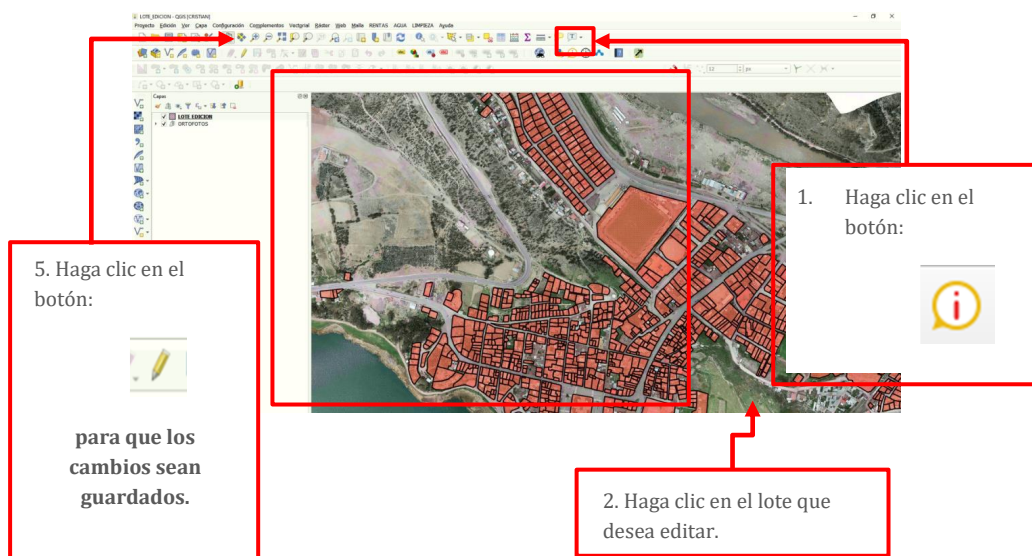 LOTE_EDICION - QGIS [CRISTIAN]
Proyecto Edición Ver Capa Configuración Complementos Vectorial Ráster Web Malla RENTAS AGUA LIMPIEZA Ayuda
Capas
LOTE EDICION
ORTOFOTOS
1. Haga clic en el
botón:
5. Haga clic en el
botón:
para que los
cambios sean
guardados.
2. Haga clic en el lote que
desea editar.